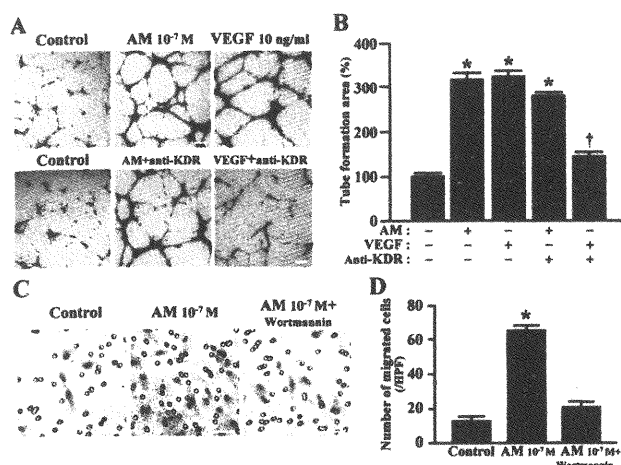 A
Control
AM 10⁻⁷ M
VEGF 10 ng/ml
Control
AM+anti-KDR
VEGF+anti-KDR
B
Tube formation area (%)
400
300
200
100
0
*
*
*
†
AM : – + – + –
VEGF : – – + – +
Anti-KDR : – – – + +
C
Control
AM 10⁻⁷ M
AM 10⁻⁷ M+
Wortmannin
D
Number of migrated cells
(/HPF)
80
60
40
20
0
*
Control
AM 10⁻⁷ M
AM 10⁻⁷ M+